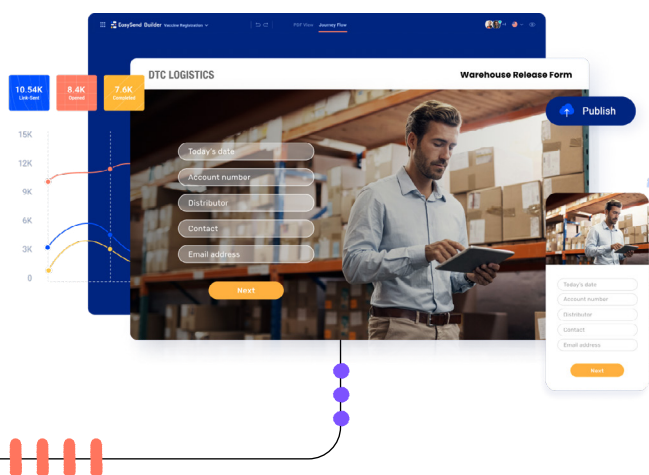 EasySend Builder Vaccine Registration
PDF View Journey Flow
DTC LOGISTICS
Warehouse Release Form
10.54K
Link-Sent
8.4K
Opened
7.6K
Completed
Publish
15K
12K
9K
6K
3K
0
Today's date
Account number
Distributor
Contact
Email address
Next
Today's date
Account number
Distributor
Contact
Email address
Next